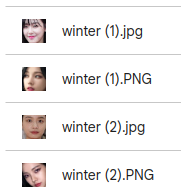 winter (1).jpg
winter (1).PNG
winter (2).jpg
winter (2).PNG